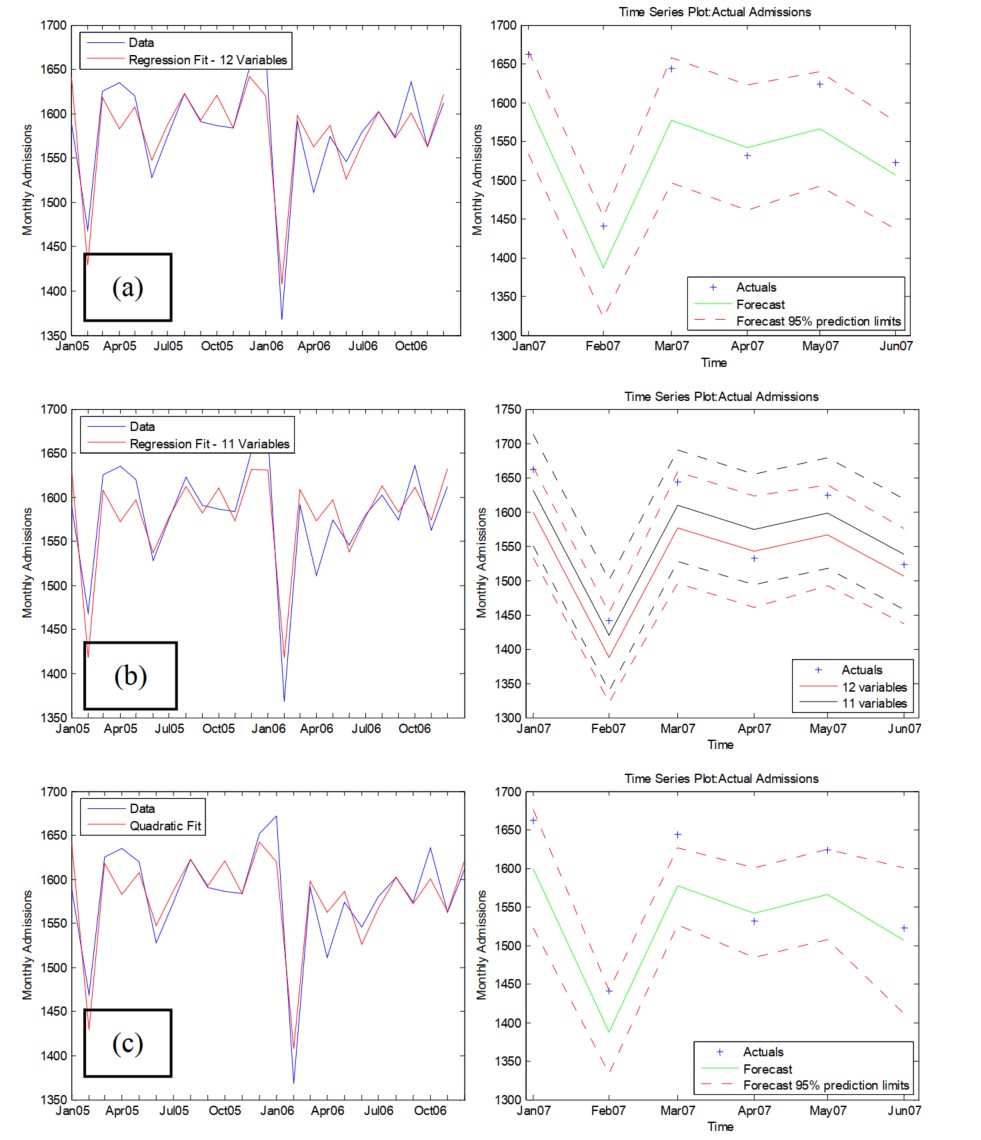 Time Series Plot:Actual Admissions
1700
1650
1600
1550
1500
1450
1400
1350
Monthly Admissions
Data
Regression Fit - 12 Variables
(a)
Jan05 Apr05 Jul05 Oct05 Jan06 Apr06 Jul06 Oct06
1700
1650
1600
1550
1500
1450
1400
1350
1300
Monthly Admissions
Actuals
Forecast
Forecast 95% prediction limits
Jan07 Feb07 Mar07 Apr07 May07 Jun07
Time
1700
1650
1600
1550
1500
1450
1400
1350
Monthly Admissions
Data
Regression Fit - 11 Variables
(b)
Jan05 Apr05 Jul05 Oct05 Jan06 Apr06 Jul06 Oct06
Time Series Plot:Actual Admissions
1750
1700
1650
1600
1550
1500
1450
1400
1350
1300
Monthly Admissions
Actuals
12 variables
11 variables
Jan07 Feb07 Mar07 Apr07 May07 Jun07
Time
1700
1650
1600
1550
1500
1450
1400
1350
Monthly Admissions
Data
Quadratic Fit
(c)
Jan05 Apr05 Jul05 Oct05 Jan06 Apr06 Jul06 Oct06
Time Series Plot:Actual Admissions
1700
1650
1600
1550
1500
1450
1400
1350
1300
Monthly Admissions
Actuals
Forecast
Forecast 95% prediction limits
Jan07 Feb07 Mar07 Apr07 May07 Jun07
Time